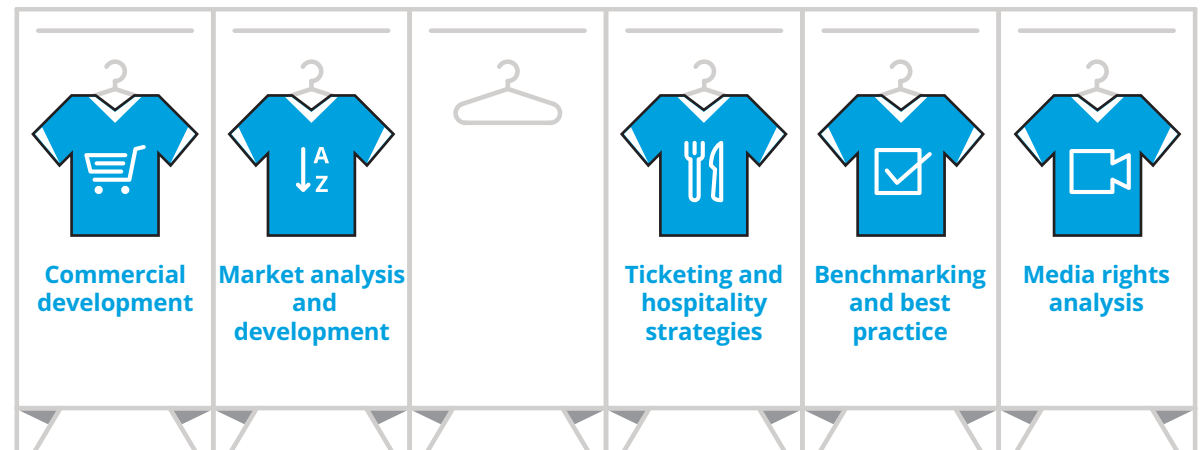 A
Z
Commercial
development
Market analysis
and
development
Ticketing and
hospitality
strategies
Benchmarking
and best
practice
Media rights
analysis